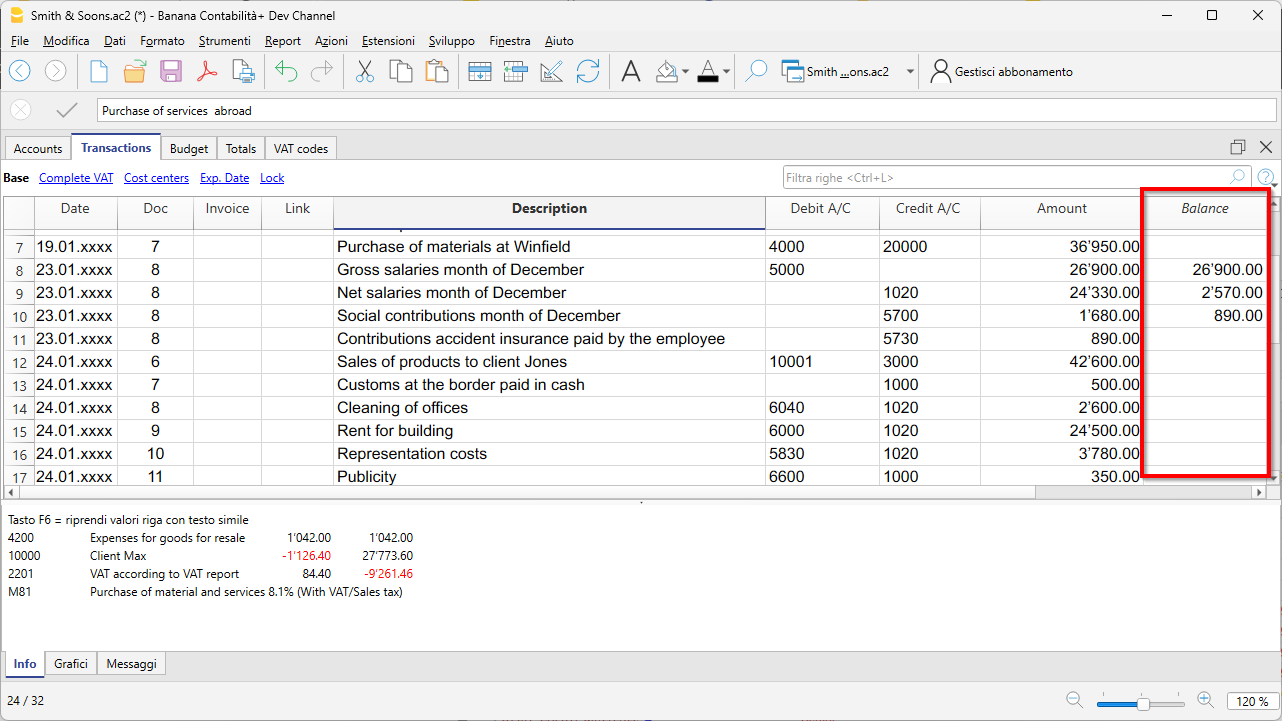 Smith & Soons.ac2 (*) - Banana Contabilità+ Dev Channel
File Modifica Dati Formato Strumenti Report Azioni Estensioni Sviluppo Finestra Aiuto
Smith ...ons.ac2 Gestisci abbonamento
Purchase of services  abroad
Accounts Transactions Budget Totals VAT codes
Base Complete VAT Cost centers Exp. Date Lock Filtra righe <Ctrl+L>
Date Doc Invoice Link Description Debit A/C Credit A/C Amount Balance
7 19.01.xxxx 7 Purchase of materials at Winfield 4000 20000 36'950.00
8 23.01.xxxx 8 Gross salaries month of December 5000 26'900.00 26'900.00
9 23.01.xxxx 8 Net salaries month of December 1020 24'330.00 2'570.00
10 23.01.xxxx 8 Social contributions month of December 5700 1'680.00 890.00
11 23.01.xxxx 8 Contributions accident insurance paid by the employee 5730 890.00
12 24.01.xxxx 6 Sales of products to client Jones 10001 3000 42'600.00
13 24.01.xxxx 7 Customs at the border paid in cash 1000 500.00
14 24.01.xxxx 8 Cleaning of offices 6040 1020 2'600.00
15 24.01.xxxx 9 Rent for building 6000 1020 24'500.00
16 24.01.xxxx 10 Representation costs 5830 1020 3'780.00
17 24.01.xxxx 11 Publicity 6600 1000 350.00
Tasto F6 = riprendi valori riga con testo simile
4200 Expenses for goods for resale 1'042.00 1'042.00
10000 Client Max -1'126.40 27'773.60
2201 VAT according to VAT report 84.40 -9'261.46
M81 Purchase of material and services 8.1% (With VAT/Sales tax)
Info Grafici Messaggi
24 / 32 120 %